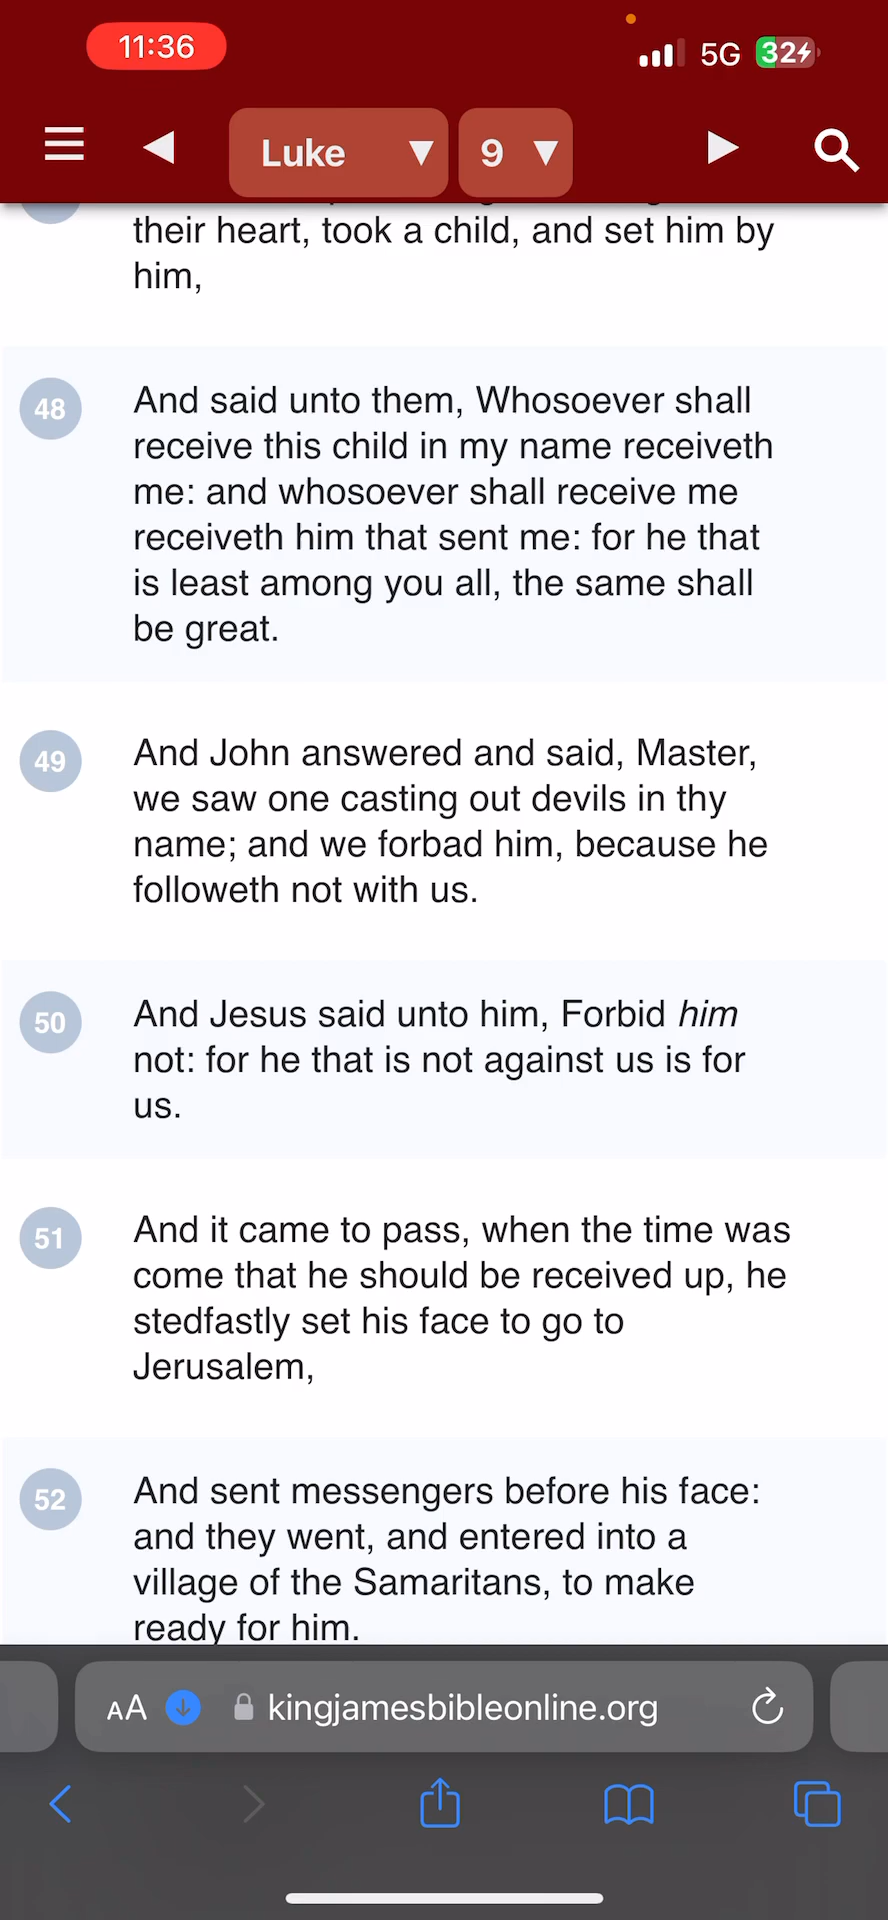 11:36
5G 32
Luke ▼ 9 ▼
their heart, took a child, and set him by
him,
48 And said unto them, Whosoever shall
receive this child in my name receiveth
me: and whosoever shall receive me
receiveth him that sent me: for he that
is least among you all, the same shall
be great.
49 And John answered and said, Master,
we saw one casting out devils in thy
name; and we forbad him, because he
followeth not with us.
50 And Jesus said unto him, Forbid him
not: for he that is not against us is for
us.
51 And it came to pass, when the time was
come that he should be received up, he
stedfastly set his face to go to
Jerusalem,
52 And sent messengers before his face:
and they went, and entered into a
village of the Samaritans, to make
ready for him.
AA kingjamesbibleonline.org